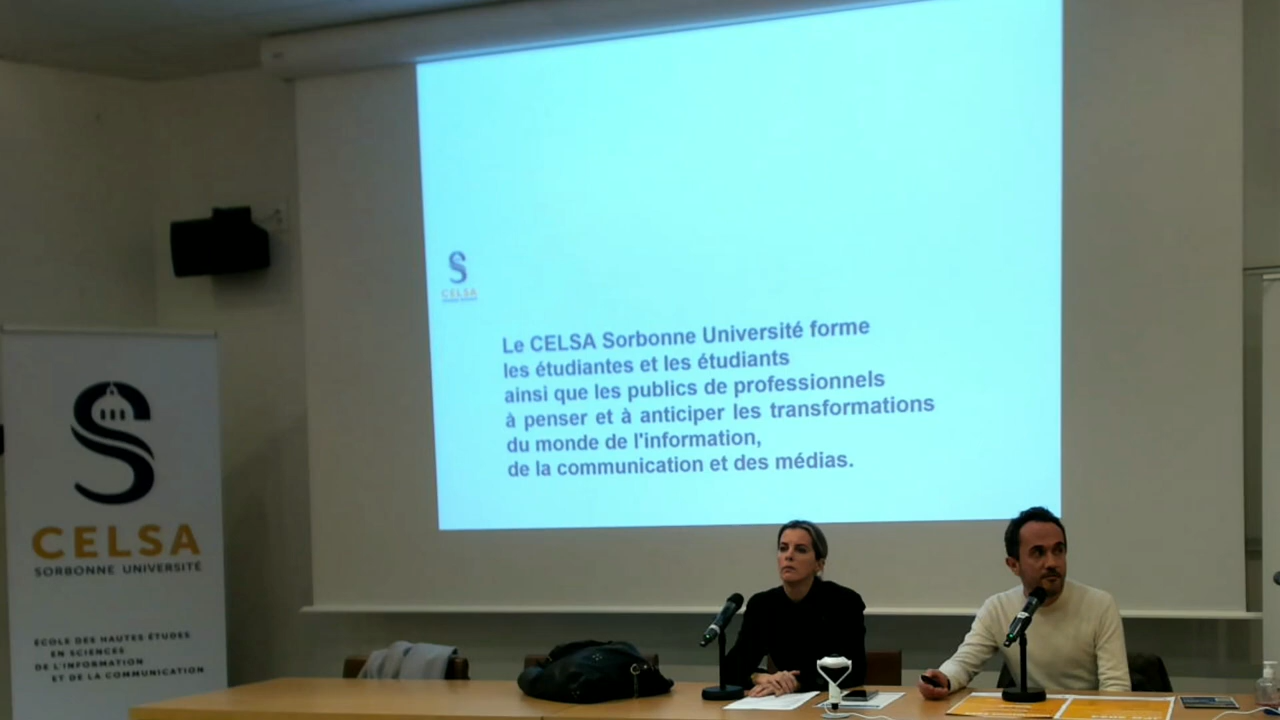 CELSA
Le CELSA Sorbonne Université forme
les étudiantes et les étudiants
ainsi que les publics de professionnels
à penser et à anticiper les transformations
du monde de l'information,
de la communication et des médias.
CELSA
SORBONNE UNIVERSITÉ
ECOLE DES HAUTES ÉTUDES
EN SCIENCES
DE L'INFORMATION
ET DE LA COMMUNICATION